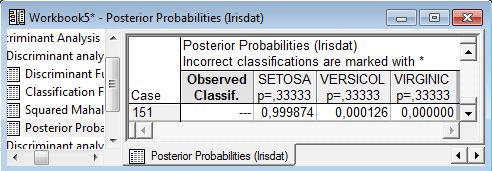 Workbook5* - Posterior Probabilities (Irisdat)
criminant Analysis
Discriminant analy
Discriminant Fu
Classification F
Squared Mahal
Posterior Proba
Discriminant analy
Posterior Probabilities (Irisdat)
Incorrect classifications are marked with *
Case Observed Classif. SETOSA p=,33333 VERSICOL p=,33333 VIRGINIC p=,33333
151 --- 0,999874 0,000126 0,000000
Posterior Probabilities (Irisdat)